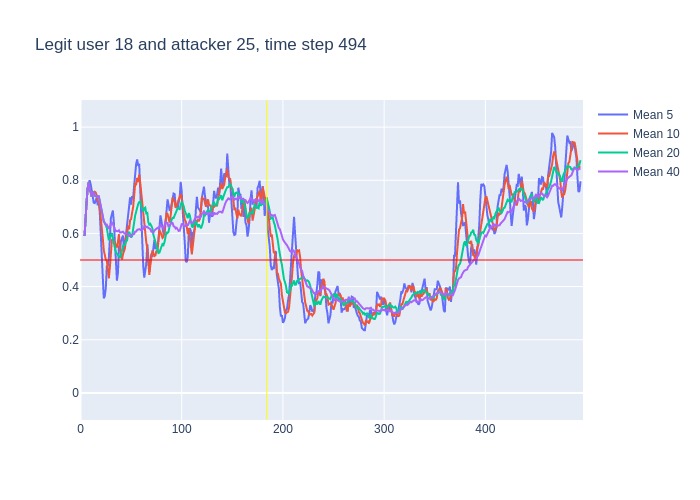 Legit user 18 and attacker 25, time step 494
Mean 5
Mean 10
Mean 20
Mean 40
1
0.8
0.6
0.4
0.2
0
0 100 200 300 400